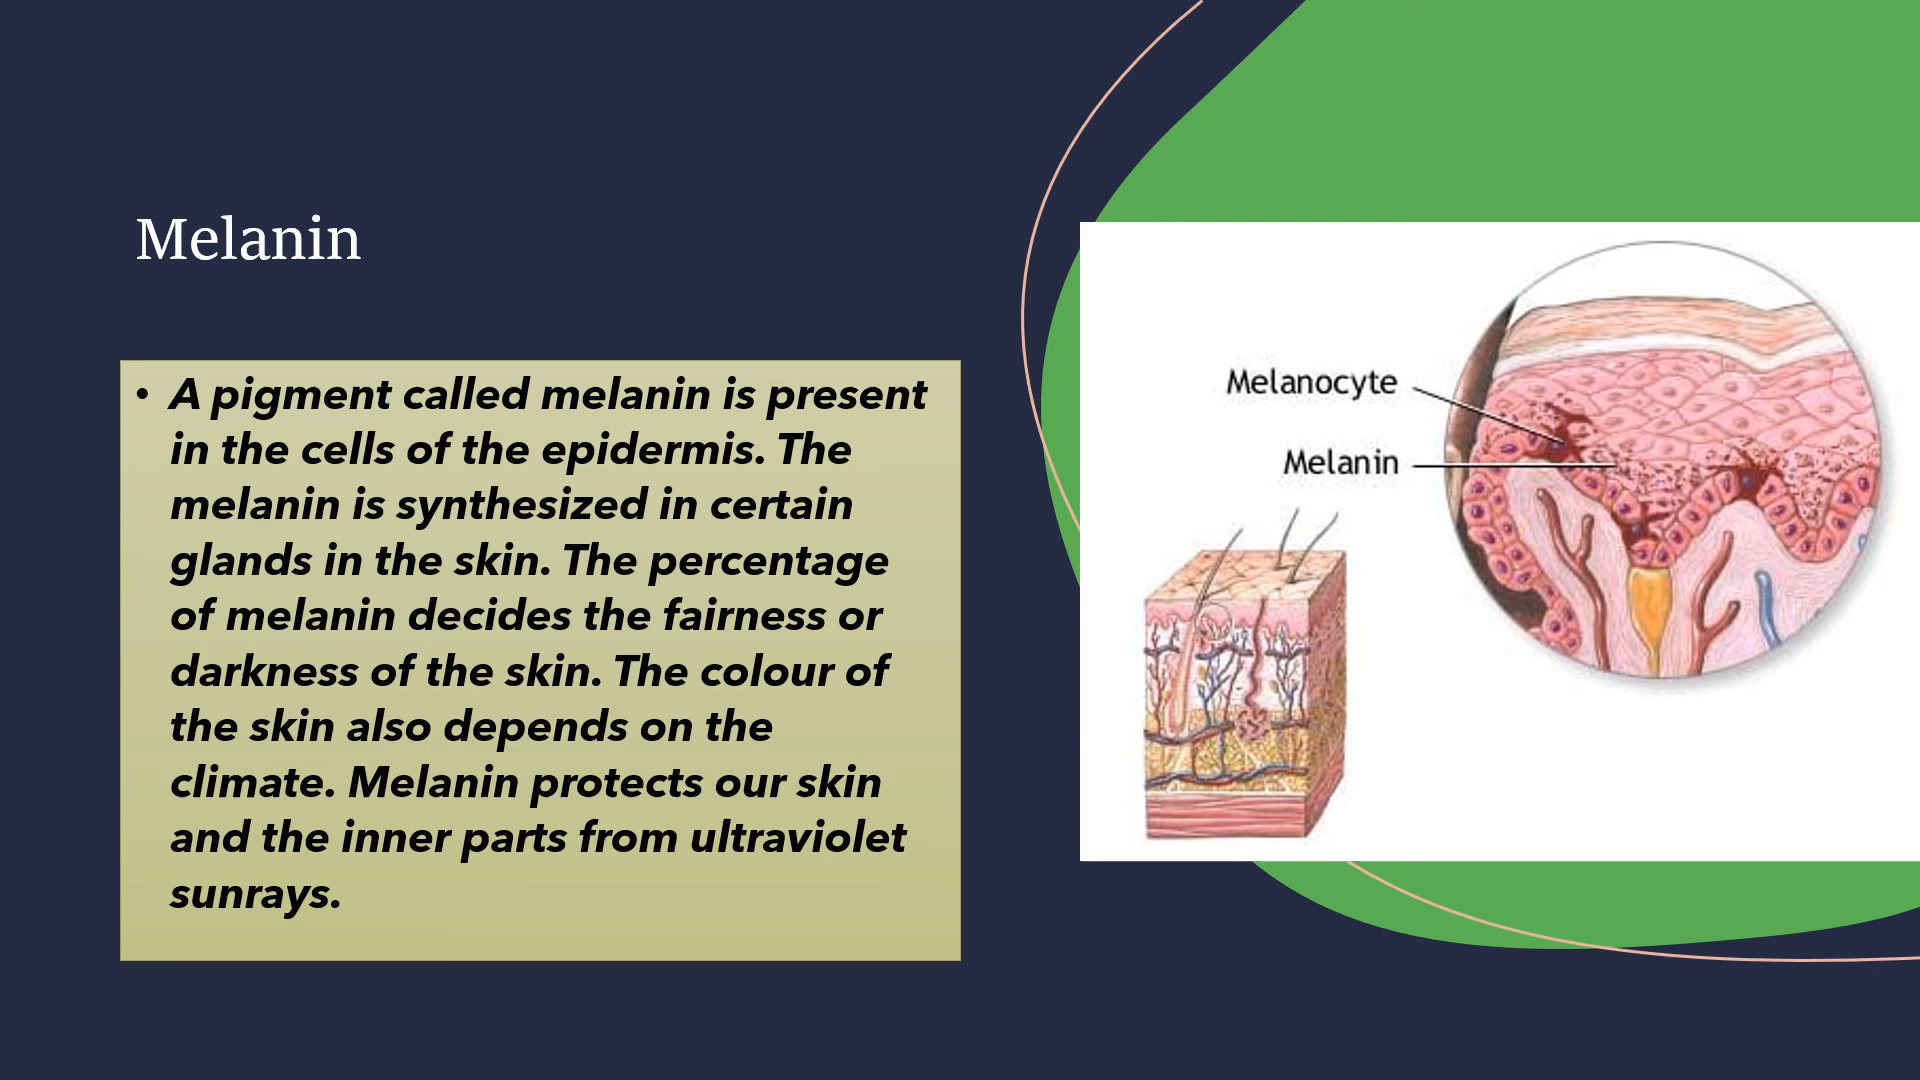 Melanin
• A pigment called melanin is present
in the cells of the epidermis. The
melanin is synthesized in certain
glands in the skin. The percentage
of melanin decides the fairness or
darkness of the skin. The colour of
the skin also depends on the
climate. Melanin protects our skin
and the inner parts from ultraviolet
sunrays.
Melanocyte
Melanin